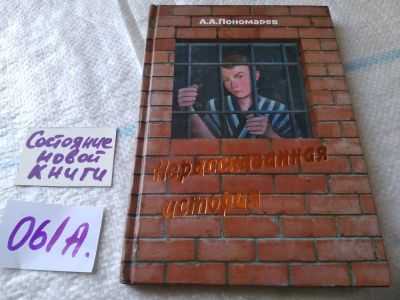 А.А.Пономарев
Нерассказанная
история
Состояние
новой
книги
061А.